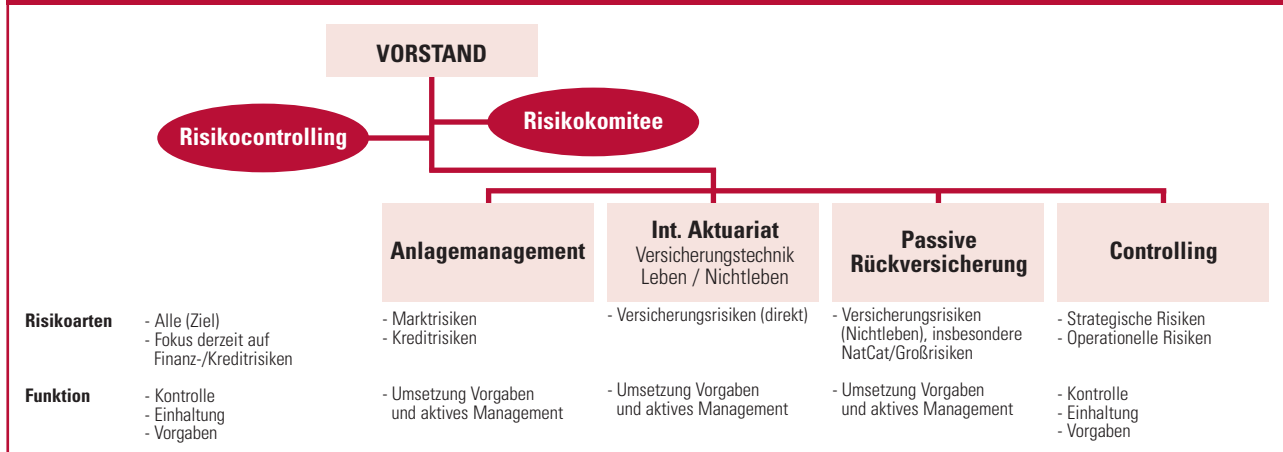 VORSTAND
Risikocontrolling
Risikokomitee
Anlagemanagement
Int. Aktuariat
Versicherungstechnik
Leben / Nichtleben
Passive
Rückversicherung
Controlling
Risikoarten
- Alle (Ziel)
- Fokus derzeit auf
Finanz-/Kreditrisiken
- Marktrisiken
- Kreditrisiken
- Versicherungsrisiken (direkt)
- Versicherungsrisiken
(Nichtleben), insbesondere
NatCat/Großrisiken
- Strategische Risiken
- Operationelle Risiken
Funktion
- Kontrolle
- Einhaltung
- Vorgaben
- Umsetzung Vorgaben
und aktives Management
- Umsetzung Vorgaben
und aktives Management
- Umsetzung Vorgaben
und aktives Management
- Kontrolle
- Einhaltung
- Vorgaben